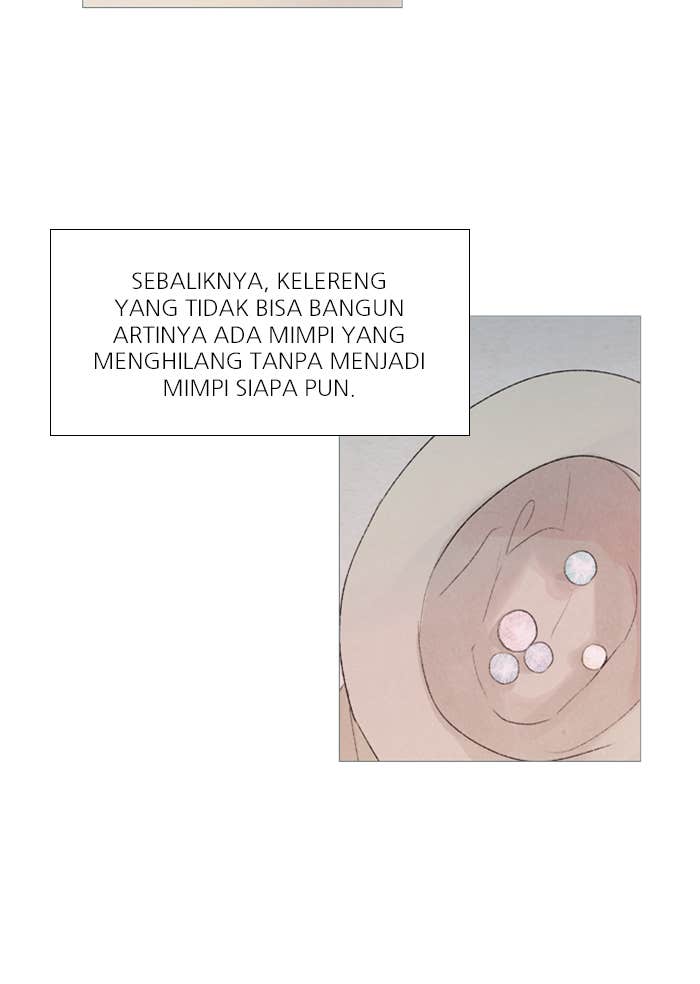 SEBALIKNYA, KELERENG
YANG TIDAK BISA BANGUN
ARTINYA ADA MIMPI YANG
MENGHILANG TANPA MENJADI
MIMPI SIAPA PUN.